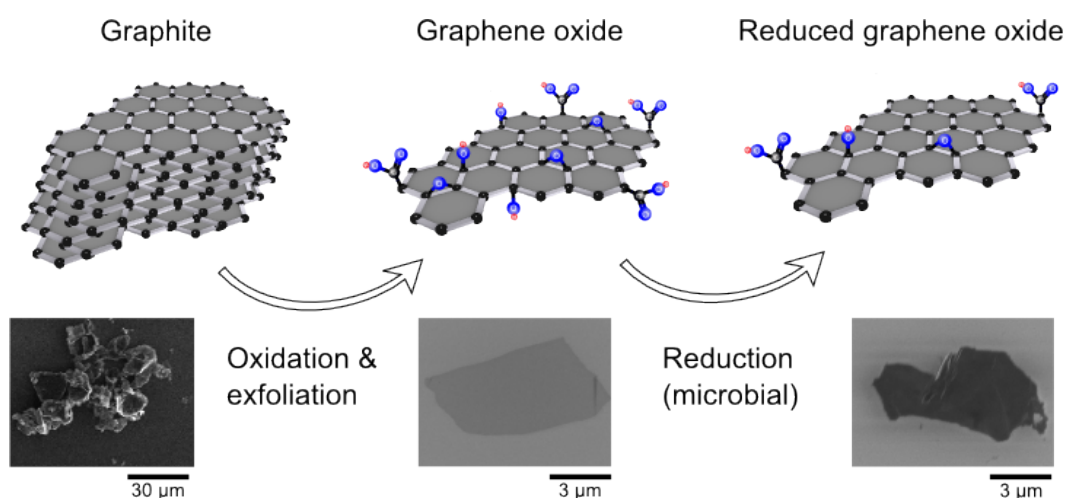 Graphite
Graphene oxide
Reduced graphene oxide
Oxidation &
exfoliation
Reduction
(microbial)
30 µm
3 µm
3 µm